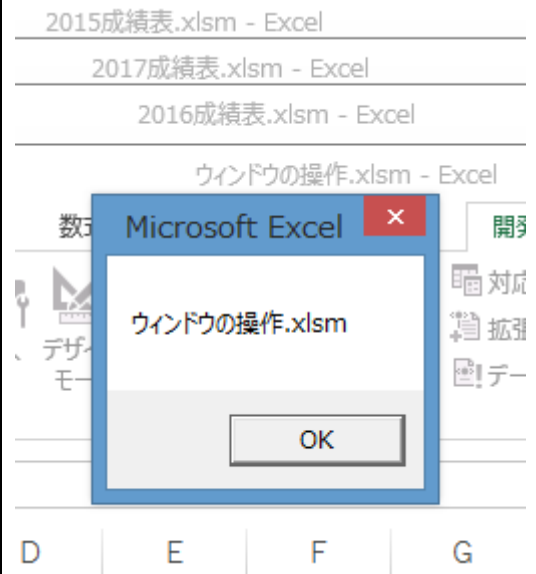 2015成績表.xlsm - Excel
2017成績表.xlsm - Excel
2016成績表.xlsm - Excel
ウィンドウの操作.xlsm - Excel
数式
Microsoft Excel
開発
対応
ウィンドウの操作.xlsm
拡張
デザイ
モー
デー
OK
D E F G